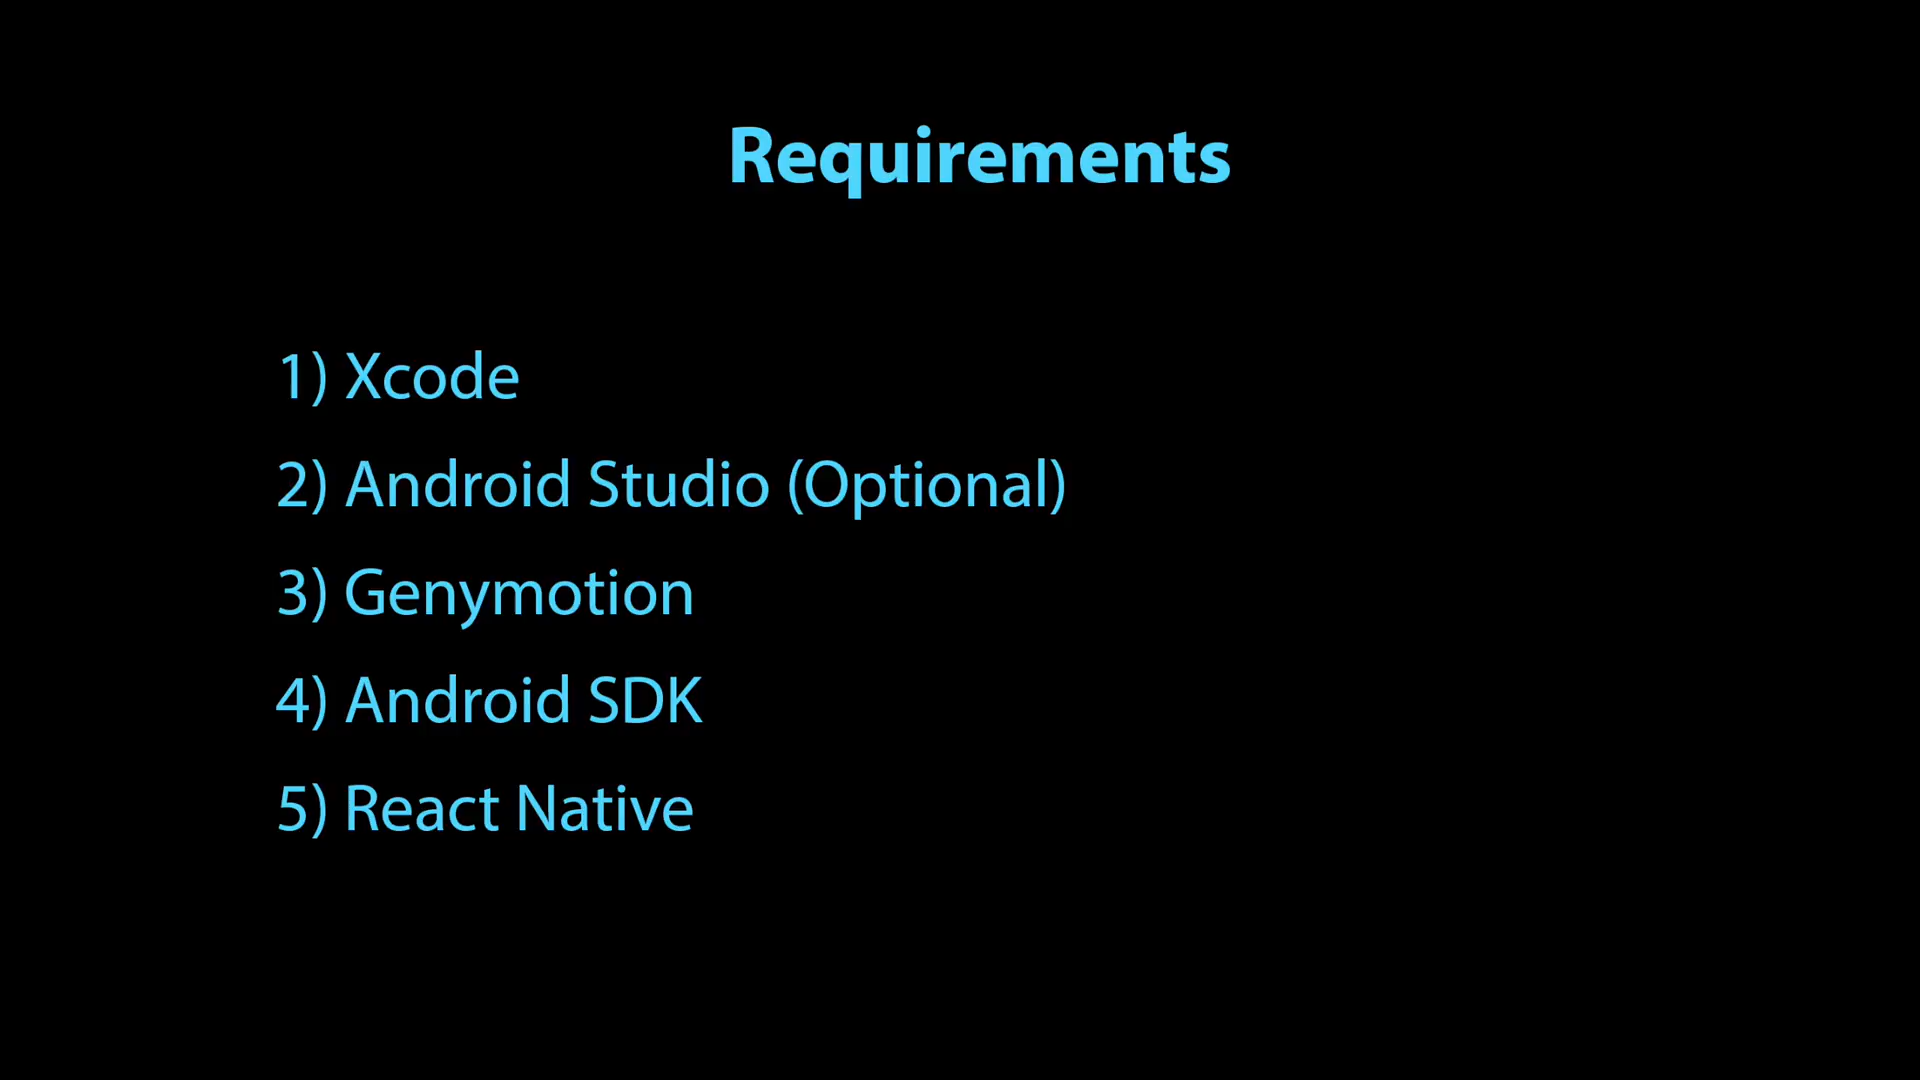 Requirements
1) Xcode
2) Android Studio (Optional)
3) Genymotion
4) Android SDK
5) React Native